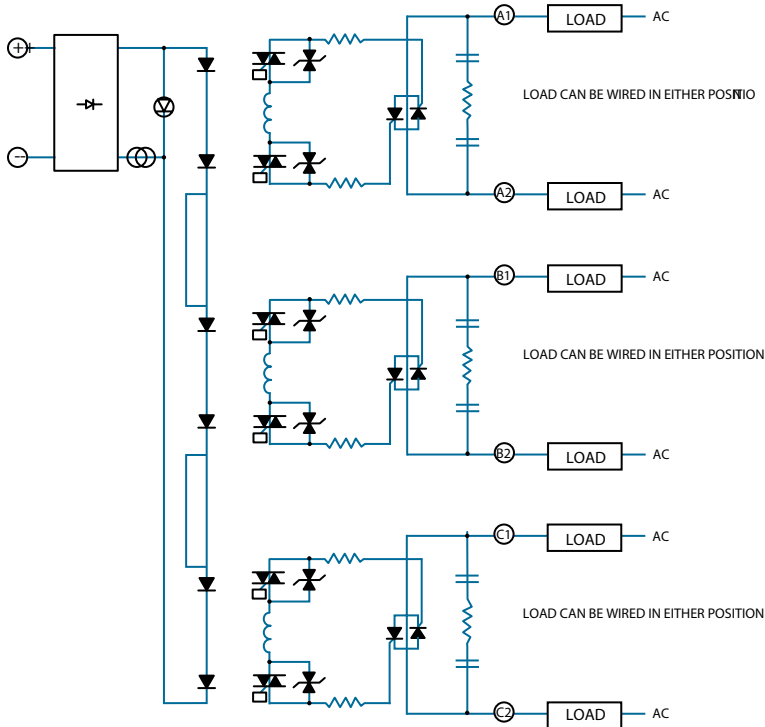 A1 LOAD AC
LOAD CAN BE WIRED IN EITHER POSITIO
A2 LOAD AC
B1 LOAD AC
LOAD CAN BE WIRED IN EITHER POSITION
B2 LOAD AC
C1 LOAD AC
LOAD CAN BE WIRED IN EITHER POSITION
C2 LOAD AC